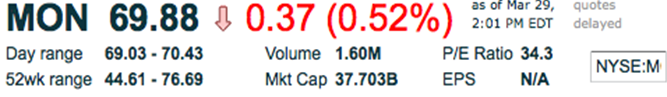 MON 69.88 0.37 (0.52%) as of Mar 29, quotes
2:01 PM EDT delayed
Day range 69.03 - 70.43 Volume 1.60M P/E Ratio 34.3
52wk range 44.61 - 76.69 Mkt Cap 37.703B EPS N/A
NYSE:M